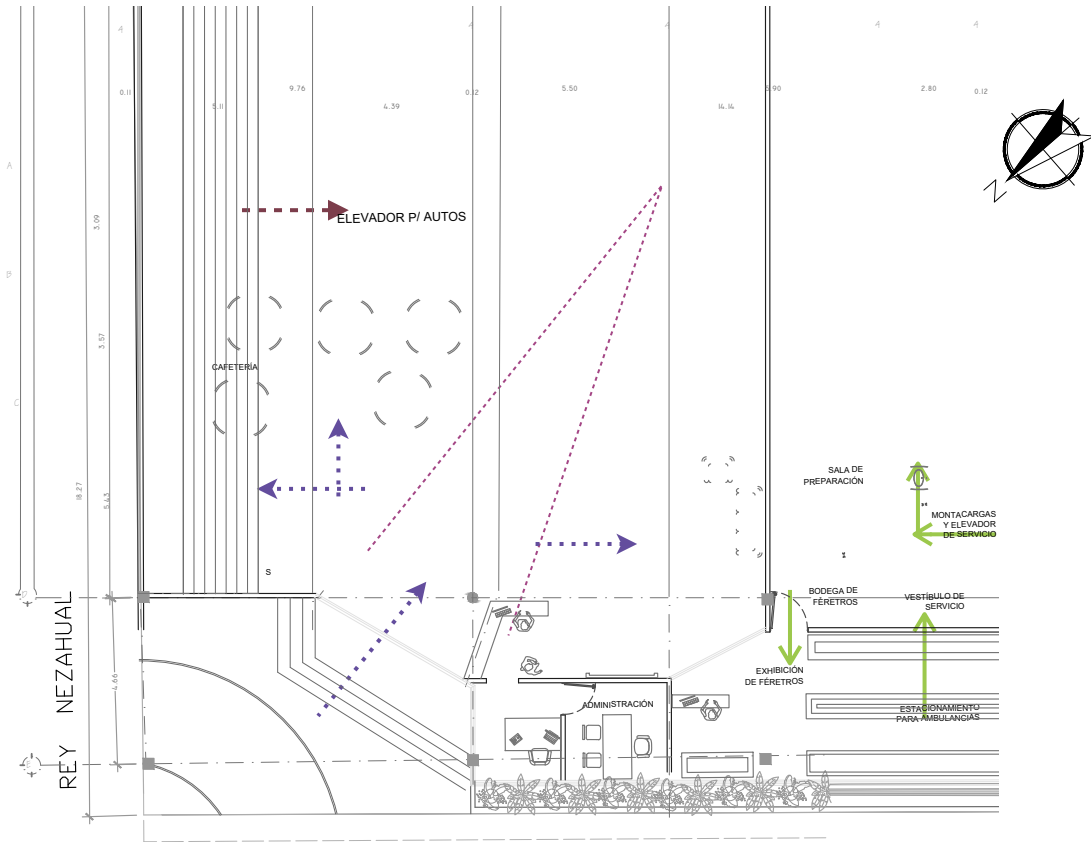 A
A
A
A
A
0.11
5.11
9.76
4.39
0.12
5.50
14.14
2.80
0.12
A
N
3.09
ELEVADOR P/ AUTOS
B
3.57
CAFETERÍA
C
18.27
5.43
SALA DE
PREPARACIÓN
MONTACARGAS
Y ELEVADOR
DE SERVICIO
S
BODEGA DE
FÉRETROS
VESTÍBULO DE
SERVICIO
REY NEZAHUAL
4.66
EXHIBICIÓN
DE FÉRETROS
ADMINISTRACIÓN
ESTACIONAMIENTO
PARA AMBULANCIAS
E